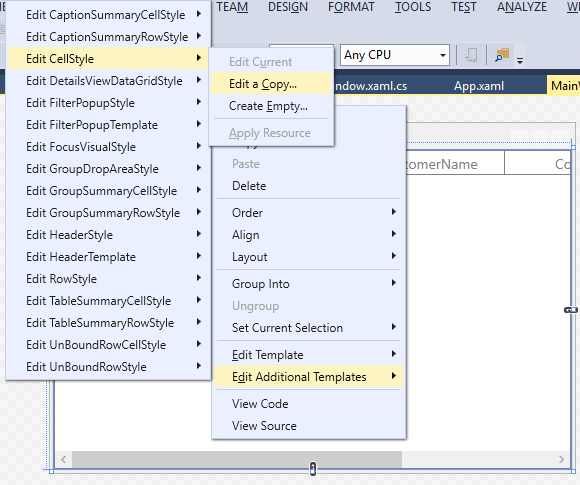 TEAM DESIGN FORMAT TOOLS TEST ANALYZE
Any CPU
ndow.xaml.cs App.xaml MainW
Edit CaptionSummaryCellStyle
Edit CaptionSummaryRowStyle
Edit CellStyle
Edit DetailsViewDataGridStyle
Edit FilterPopupStyle
Edit FilterPopupTemplate
Edit FocusVisualStyle
Edit GroupDropAreaStyle
Edit GroupSummaryCellStyle
Edit GroupSummaryRowStyle
Edit HeaderStyle
Edit HeaderTemplate
Edit RowStyle
Edit TableSummaryCellStyle
Edit TableSummaryRowStyle
Edit UnBoundRowCellStyle
Edit UnBoundRowStyle
Edit Current
Edit a Copy...
Create Empty...
Apply Resource
Paste
Delete
Order
Align
Layout
Group Into
Ungroup
Set Current Selection
Edit Template
Edit Additional Templates
View Code
View Source
tomerName Co